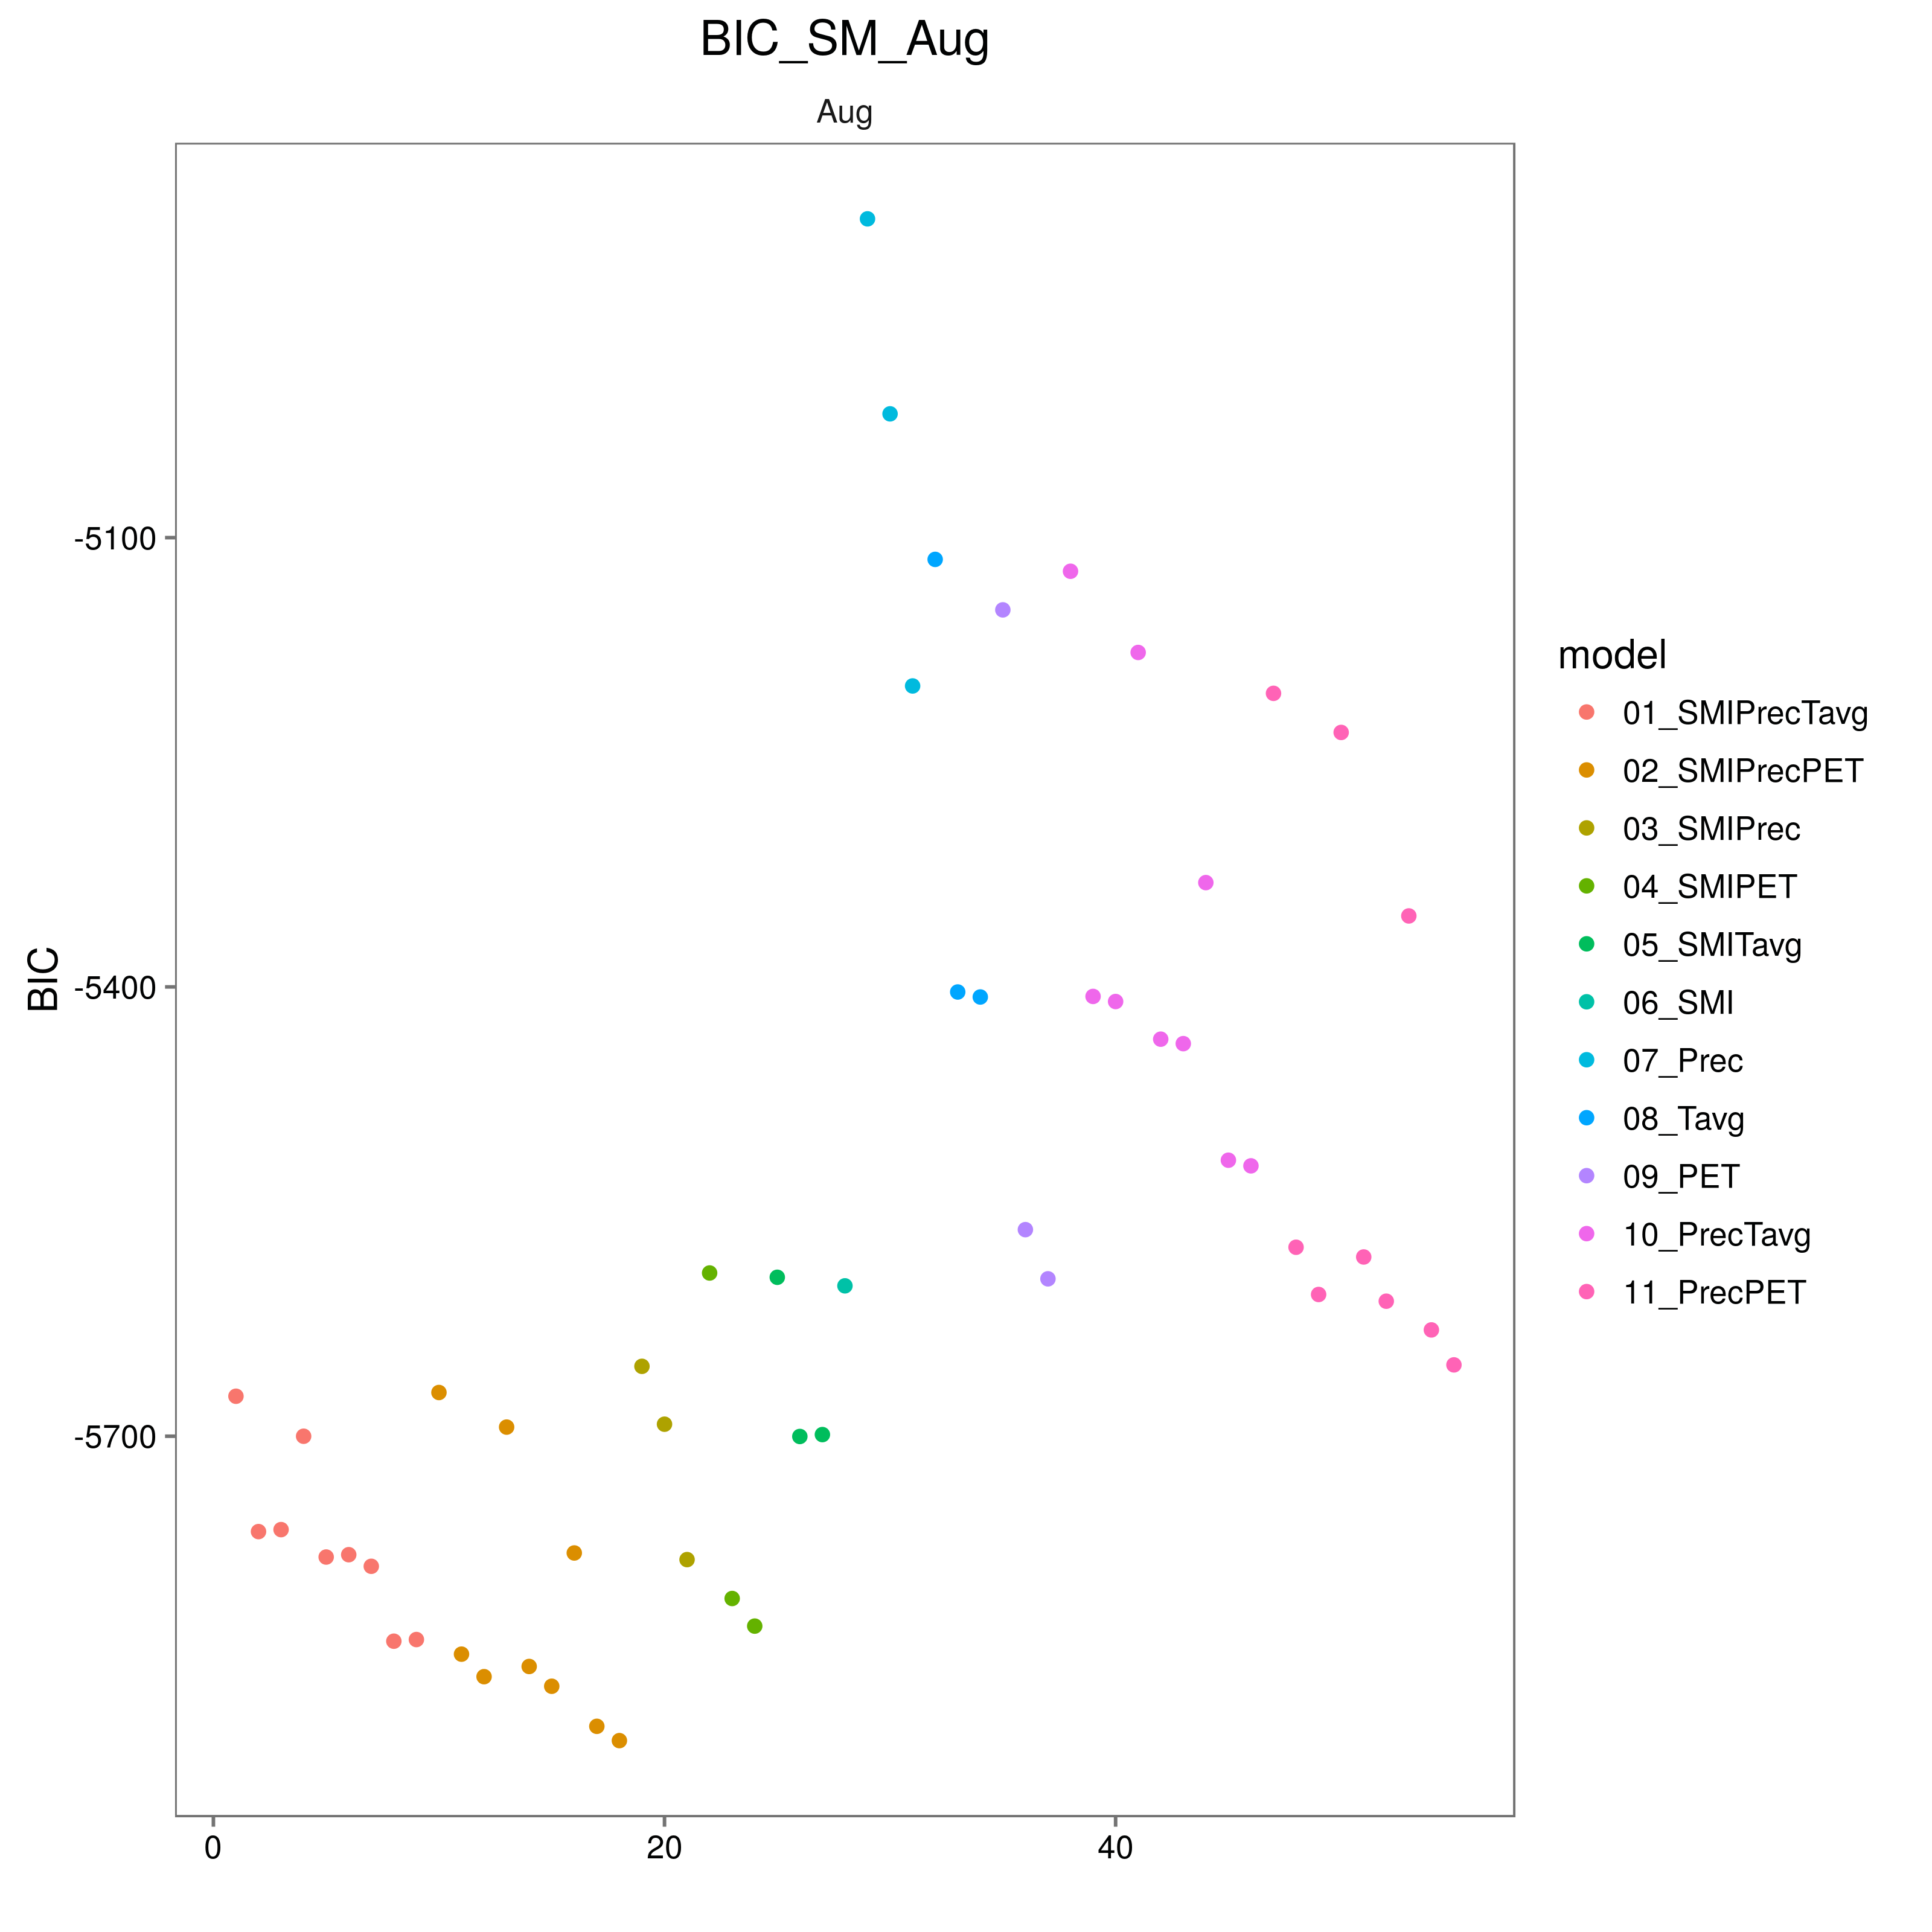 BIC_SM_Aug
Aug
BIC
-5100
-5400
-5700
0 20 40
model
01_SMIPrecTavg
02_SMIPrecPET
03_SMIPrec
04_SMIPET
05_SMITavg
06_SMI
07_Prec
08_Tavg
09_PET
10_PrecTavg
11_PrecPET